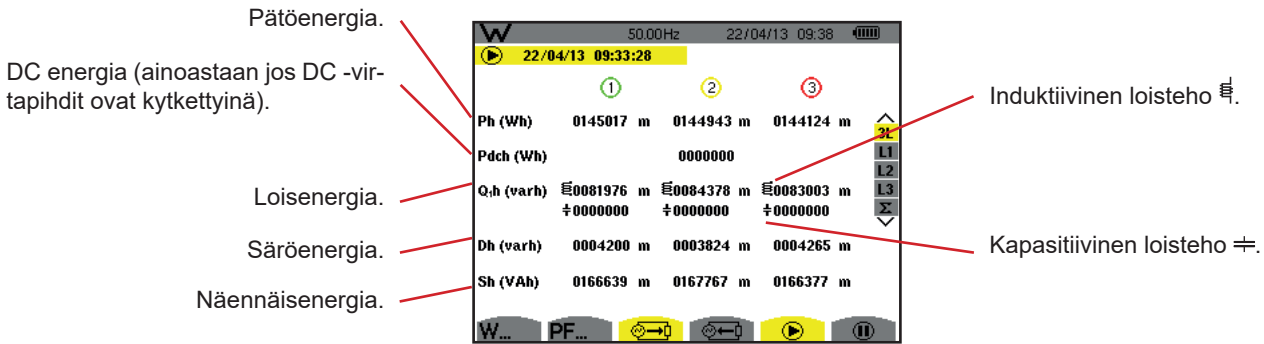 Pätöenergia.
DC energia (ainoastaan jos DC -vir-
tapihdit ovat kytkettyinä).
Loisenergia.
Säröenergia.
Näennäisenergia.
W 50.00Hz 22/04/13 09:38
22/04/13 09:33:28
1 2 3
Ph (Wh) 0145017 m 0144943 m 0144124 m
Pdch (Wh) 0000000
Q₁h (varh) 0081976 m 0084378 m 0083003 m
0000000 0000000 0000000
Dh (varh) 0004200 m 0003824 m 0004265 m
Sh (VAh) 0166639 m 0167767 m 0166377 m
3L
L1
L2
L3
Σ
W... PF...
Induktiivinen loisteho .
Kapasitiivinen loisteho .